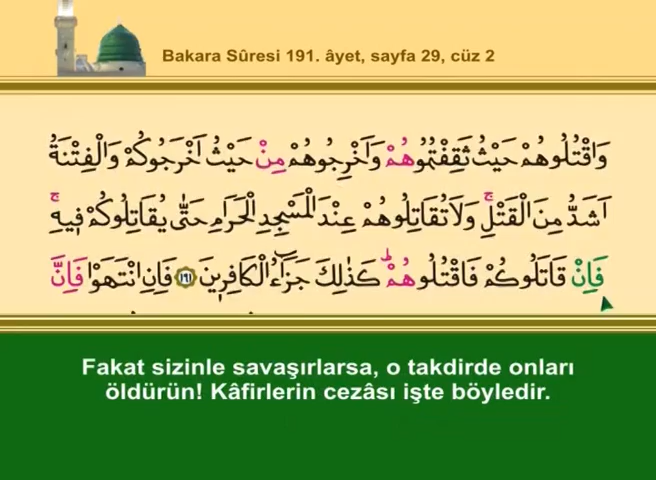 Bakara Sûresi 191. âyet, sayfa 29, cüz 2
وَاقْتُلُوهُمْ حَيْثُ ثَقِفْتُمُوهُمْ وَاَخْرِجُوهُمْ مِنْ حَيْثُ اَخْرَجُوكُمْ وَالْفِتْنَةُ
اَشَدُّ مِنَ الْقَتْلِۚ وَلَا تُقَاتِلُوهُمْ عِنْدَ الْمَسْجِدِ الْحَرَامِ حَتّٰى يُقَاتِلُوكُمْ ف۪يهِۚ
فَاِنْ قَاتَلُوكُمْ فَاقْتُلُوهُمْۜ كَذٰلِكَ جَزَٓاءُ الْكَافِر۪ينَ ﴿١٩١﴾ فَاِنِ انْتَهَوْا فَاِنَّ
Fakat sizinle savaşırlarsa, o takdirde onları
öldürün! Kâfirlerin cezâsı işte böyledir.